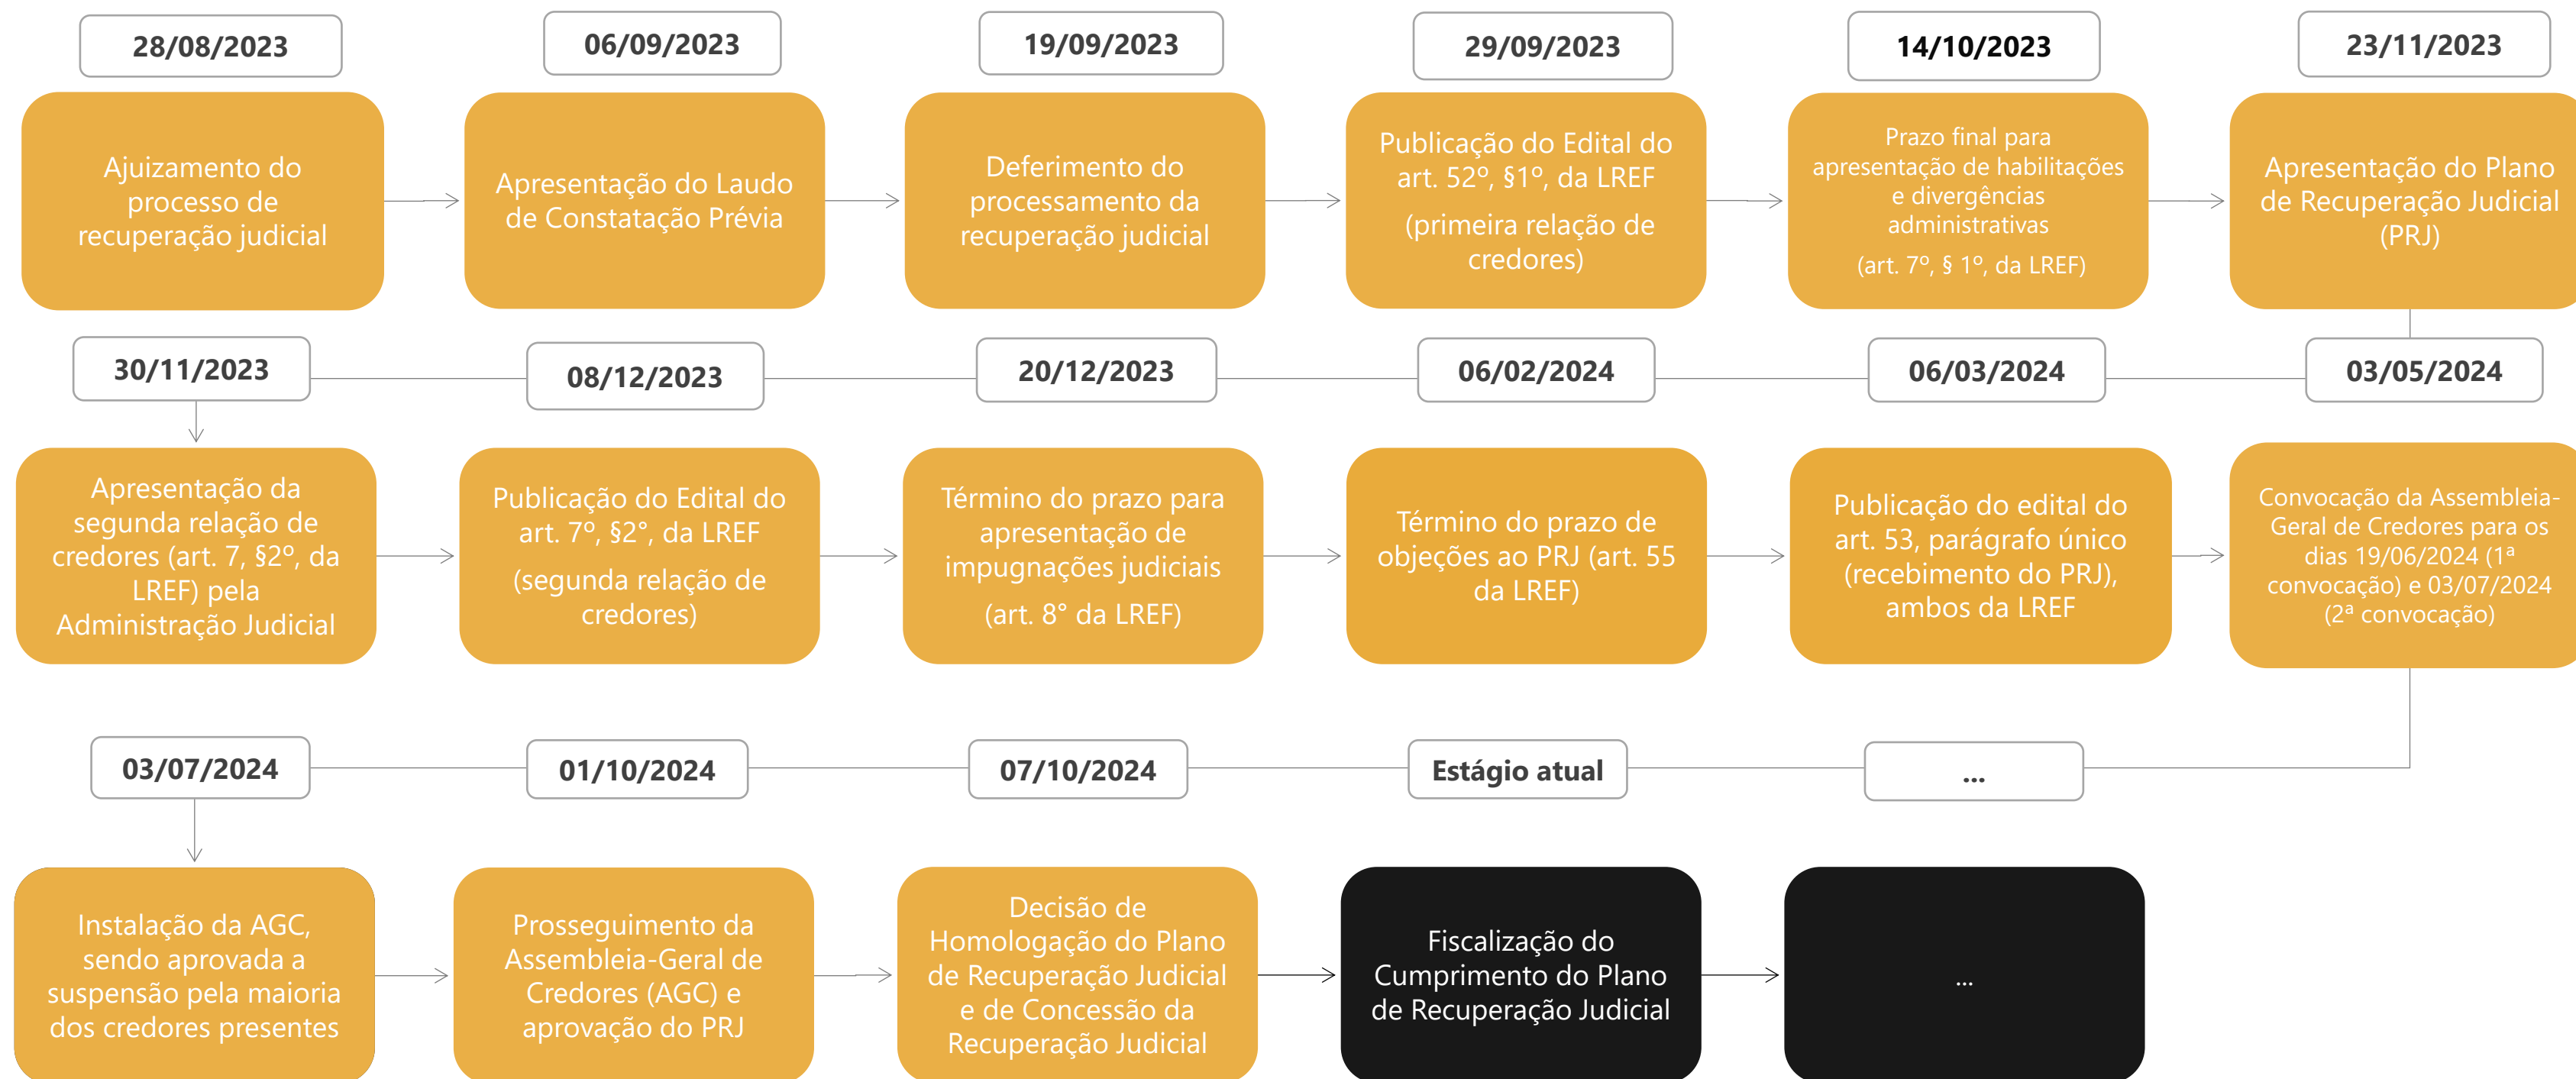 28/08/2023
06/09/2023
19/09/2023
29/09/2023
14/10/2023
23/11/2023
Ajuizamento do
processo de
recuperação judicial
Apresentação do Laudo
de Constatação Prévia
Deferimento do
processamento da
recuperação judicial
Publicação do Edital do
art. 52º, §1º, da LREF
(primeira relação de
credores)
Prazo final para
apresentação de habilitações
e divergências
administrativas
(art. 7º, § 1º, da LREF)
Apresentação do Plano
de Recuperação Judicial
(PRJ)
30/11/2023
08/12/2023
20/12/2023
06/02/2024
06/03/2024
03/05/2024
Apresentação da
segunda relação de
credores (art. 7, §2º, da
LREF) pela
Administração Judicial
Publicação do Edital do
art. 7º, §2°, da LREF
(segunda relação de
credores)
Término do prazo para
apresentação de
impugnações judiciais
(art. 8° da LREF)
Término do prazo de
objeções ao PRJ (art. 55
da LREF)
Publicação do edital do
art. 53, parágrafo único
(recebimento do PRJ),
ambos da LREF
Convocação da Assembleia-
Geral de Credores para os
dias 19/06/2024 (1ª
convocação) e 03/07/2024
(2ª convocação)
03/07/2024
01/10/2024
07/10/2024
Estágio atual
...
Instalação da AGC,
sendo aprovada a
suspensão pela maioria
dos credores presentes
Prosseguimento da
Assembleia-Geral de
Credores (AGC) e
aprovação do PRJ
Decisão de
Homologação do Plano
de Recuperação Judicial
e de Concessão da
Recuperação Judicial
Fiscalização do
Cumprimento do Plano
de Recuperação Judicial
...